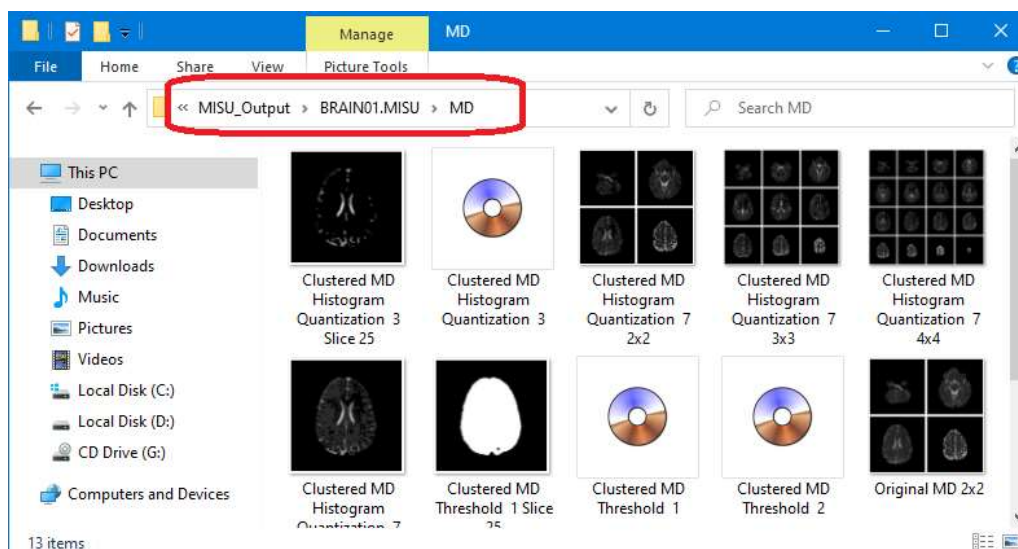 Manage MD
File Home Share View Picture Tools
« MISU_Output › BRAIN01.MISU › MD Search MD
This PC
Desktop
Documents
Downloads
Music
Pictures
Videos
Local Disk (C:)
Local Disk (D:)
CD Drive (G:)
Computers and Devices
Clustered MD
Histogram
Quantization 3
Slice 25
Clustered MD
Histogram
Quantization 3
Clustered MD
Histogram
Quantization 7
2x2
Clustered MD
Histogram
Quantization 7
3x3
Clustered MD
Histogram
Quantization 7
4x4
Clustered MD
Histogram
Quantization 7
Clustered MD
Threshold 1 Slice
25
Clustered MD
Threshold 1
Clustered MD
Threshold 2
Original MD 2x2
13 items